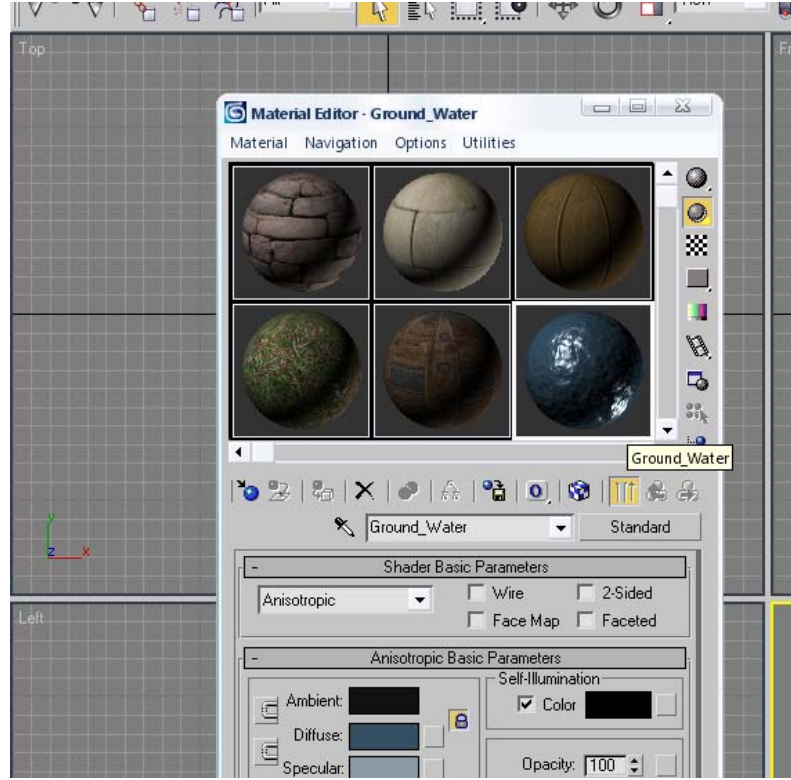 Top
Material Editor - Ground_Water
Material Navigation Options Utilities
Ground_Water
Ground_Water
Standard
- Shader Basic Parameters
Anisotropic
Wire
2-Sided
Face Map
Faceted
Left
- Anisotropic Basic Parameters
Self-Illumination
Ambient:
Color
Diffuse:
Specular:
Opacity: 100
y
z
x